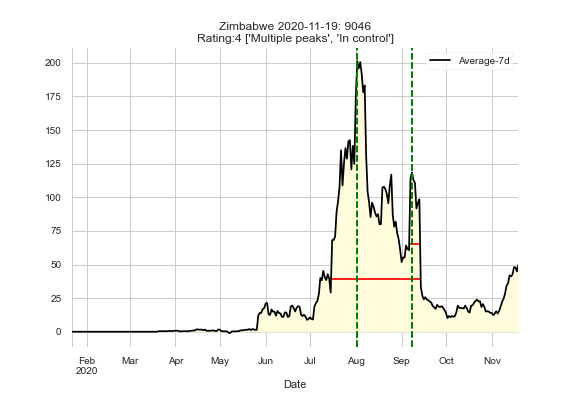 Zimbabwe 2020-11-19: 9046
Rating:4 ['Multiple peaks', 'In control']
Average-7d
200
175
150
125
100
75
50
25
0
Feb Mar Apr May Jun Jul Aug Sep Oct Nov
2020
Date